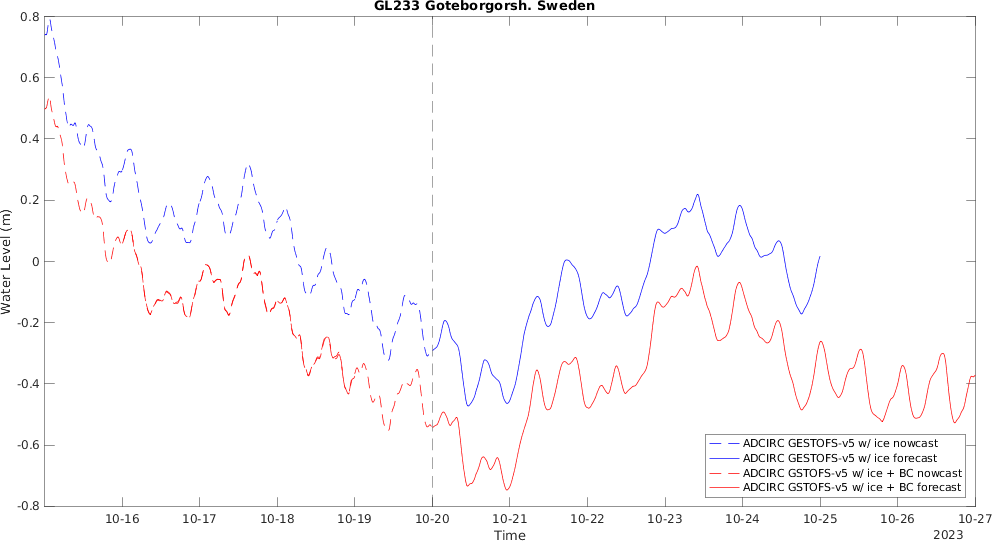 GL233 Goteborgorsh. Sweden
0.8
0.6
0.4
0.2
0
-0.2
-0.4
-0.6
-0.8
Water Level (m)
ADCIRC GESTOFS-v5 w/ ice nowcast
ADCIRC GESTOFS-v5 w/ ice forecast
ADCIRC GSTOFS-v5 w/ ice + BC nowcast
ADCIRC GSTOFS-v5 w/ ice + BC forecast
10-16 10-17 10-18 10-19 10-20 10-21 10-22 10-23 10-24 10-25 10-26 10-27
Time
2023